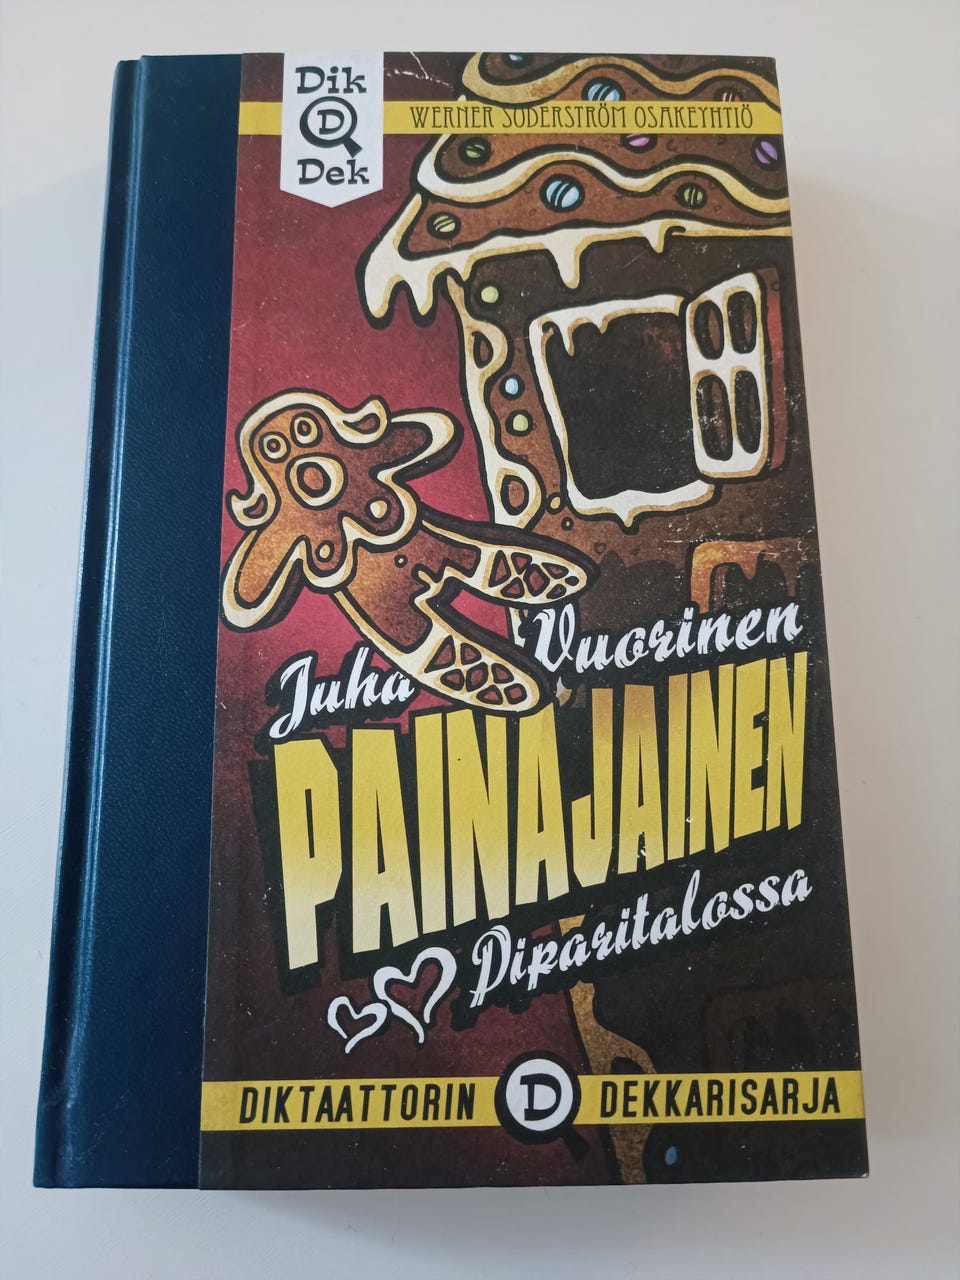 Dik
D
Dek
WERNER SÖDERSTRÖM OSAKEYHTIÖ
Juha Vuorinen
PAINAJAINEN
Piparitalossa
DIKTAATTORIN D DEKKARISARJA